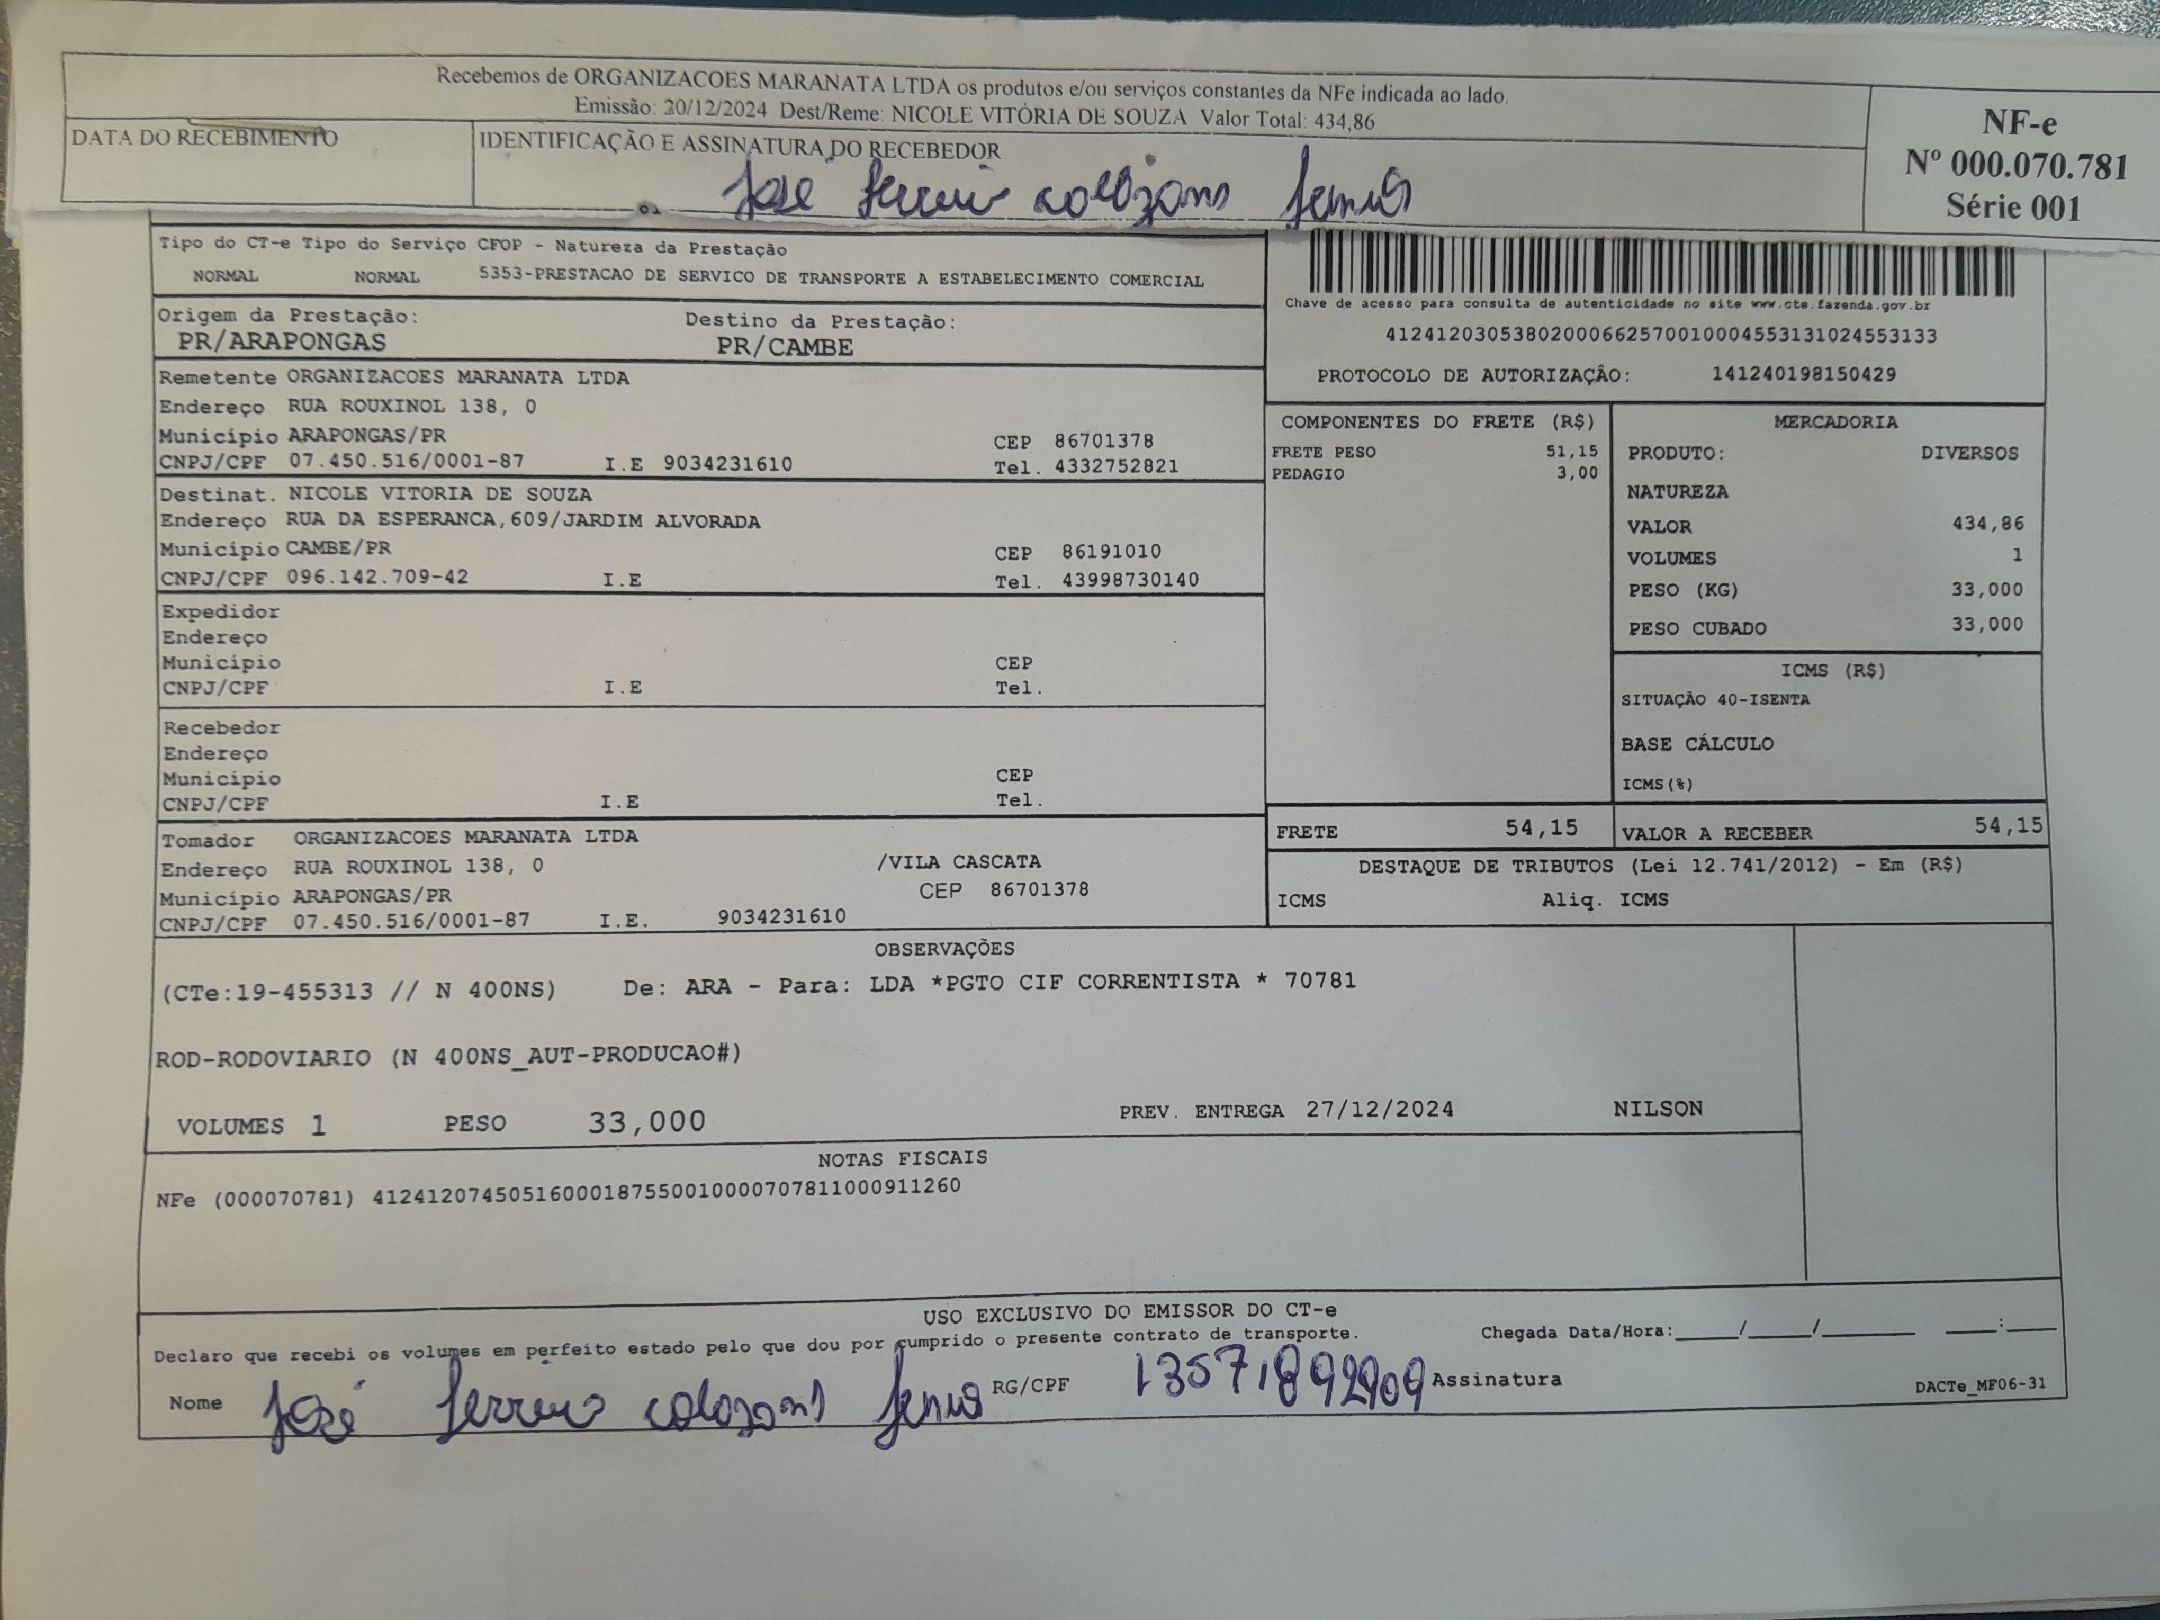 Recebemos de ORGANIZACOES MARANATA LTDA os produtos e/ou serviços constantes da NFe indicada ao lado.
Emissão: 20/12/2024 Dest/Reme: NICOLE VITÓRIA DE SOUZA Valor Total: 434,86
DATA DO RECEBIMENTO
IDENTIFICAÇÃO E ASSINATURA DO RECEBEDOR
José
NF-e
Nº 000.070.781
Série 001
Tipo do CT-e Tipo do Serviço CFOP - Natureza da Prestação
NORMAL NORMAL 5353-PRESTACAO DE SERVICO DE TRANSPORTE A ESTABELECIMENTO COMERCIAL
Chave de acesso para consulta de autenticidade no site www.cte.fazenda.gov.br
41241203053802000662570010004553131024553133
PROTOCOLO DE AUTORIZAÇÃO: 141240198150429
Origem da Prestação: Destino da Prestação:
PR/ARAPONGAS PR/CAMBE
Remetente ORGANIZACOES MARANATA LTDA
Endereço RUA ROUXINOL 138, 0
Município ARAPONGAS/PR CEP 86701378
CNPJ/CPF 07.450.516/0001-87 I.E 9034231610 Tel. 4332752821
Destinat. NICOLE VITORIA DE SOUZA
Endereço RUA DA ESPERANCA,609/JARDIM ALVORADA
Município CAMBE/PR CEP 86191010
CNPJ/CPF 096.142.709-42 I.E Tel. 43998730140
Expedidor
Endereço
Município CEP
CNPJ/CPF I.E Tel.
Recebedor
Endereço
Município CEP
CNPJ/CPF I.E Tel.
Tomador ORGANIZACOES MARANATA LTDA
Endereço RUA ROUXINOL 138, 0 /VILA CASCATA
Município ARAPONGAS/PR CEP 86701378
CNPJ/CPF 07.450.516/0001-87 I.E. 9034231610
COMPONENTES DO FRETE (R$)
FRETE PESO 51,15
PEDAGIO 3,00
MERCADORIA
PRODUTO: DIVERSOS
NATUREZA
VALOR 434,86
VOLUMES 1
PESO (KG) 33,000
PESO CUBADO 33,000
ICMS (R$)
SITUAÇÃO 40-ISENTA
BASE CÁLCULO
ICMS(%)
FRETE 54,15 VALOR A RECEBER 54,15
DESTAQUE DE TRIBUTOS (Lei 12.741/2012) - Em (R$)
ICMS Aliq. ICMS
OBSERVAÇÕES
(CTe:19-455313 // N 400NS) De: ARA - Para: LDA *PGTO CIF CORRENTISTA * 70781
ROD-RODOVIARIO (N 400NS_AUT-PRODUCAO#)
VOLUMES 1 PESO 33,000 PREV. ENTREGA 27/12/2024 NILSON
NOTAS FISCAIS
NFe (000070781) 41241207450516000187550010000707811000911260
USO EXCLUSIVO DO EMISSOR DO CT-e
Declaro que recebi os volumes em perfeito estado pelo que dou por cumprido o presente contrato de transporte. Chegada Data/Hora:____/____/______ ___:___
Nome José RG/CPF 13571892909 Assinatura
DACTe_MF06-31